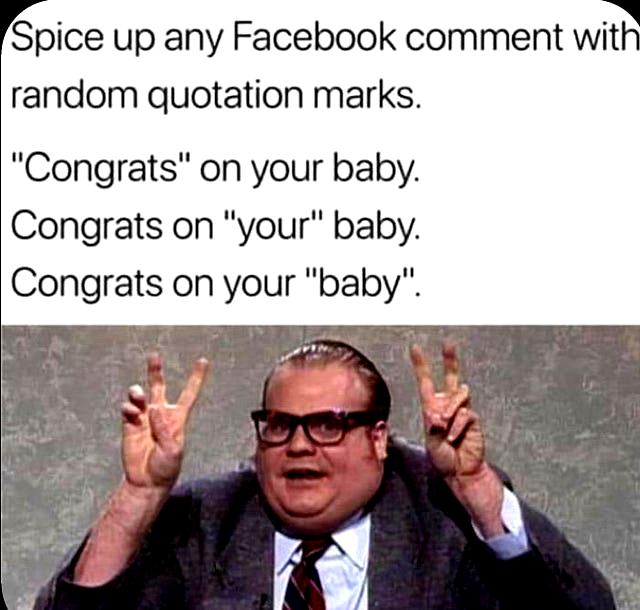 Spice up any Facebook comment with
random quotation marks.
"Congrats" on your baby.
Congrats on "your" baby.
Congrats on your "baby".